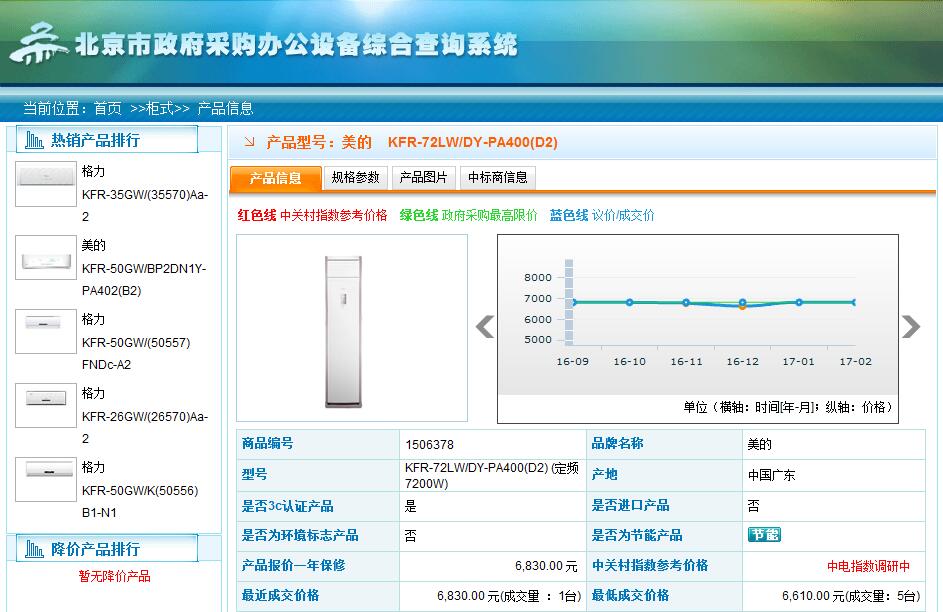 北京市政府采购办公设备综合查询系统
当前位置：首页 >>柜式>> 产品信息
热销产品排行
格力
KFR-35GW/(35570)Aa-
2
美的
KFR-50GW/BP2DN1Y-
PA402(B2)
格力
KFR-50GW/(50557)
FNDc-A2
格力
KFR-26GW/(26570)Aa-
2
格力
KFR-50GW/K(50556)
B1-N1
降价产品排行
暂无降价产品
产品型号：美的 KFR-72LW/DY-PA400(D2)
产品信息 规格参数 产品图片 中标商信息
红色线 中关村指数参考价格 绿色线 政府采购最高限价 蓝色线 议价/成交价
8000
7000
6000
5000
16-09 16-10 16-11 16-12 17-01 17-02
单位（横轴：时间[年-月]；纵轴：价格）
商品编号 1506378 品牌名称 美的
型号 KFR-72LW/DY-PA400(D2) (定频
7200W) 产地 中国广东
是否3c认证产品 是 是否进口产品 否
是否为环境标志产品 否 是否为节能产品 节能
产品报价一年保修 6,830.00 元 中关村指数参考价格 中电指数调研中
最近成交价格 6,830.00 元(成交量 ：1台) 最低成交价格 6,610.00 元(成交量：5台)